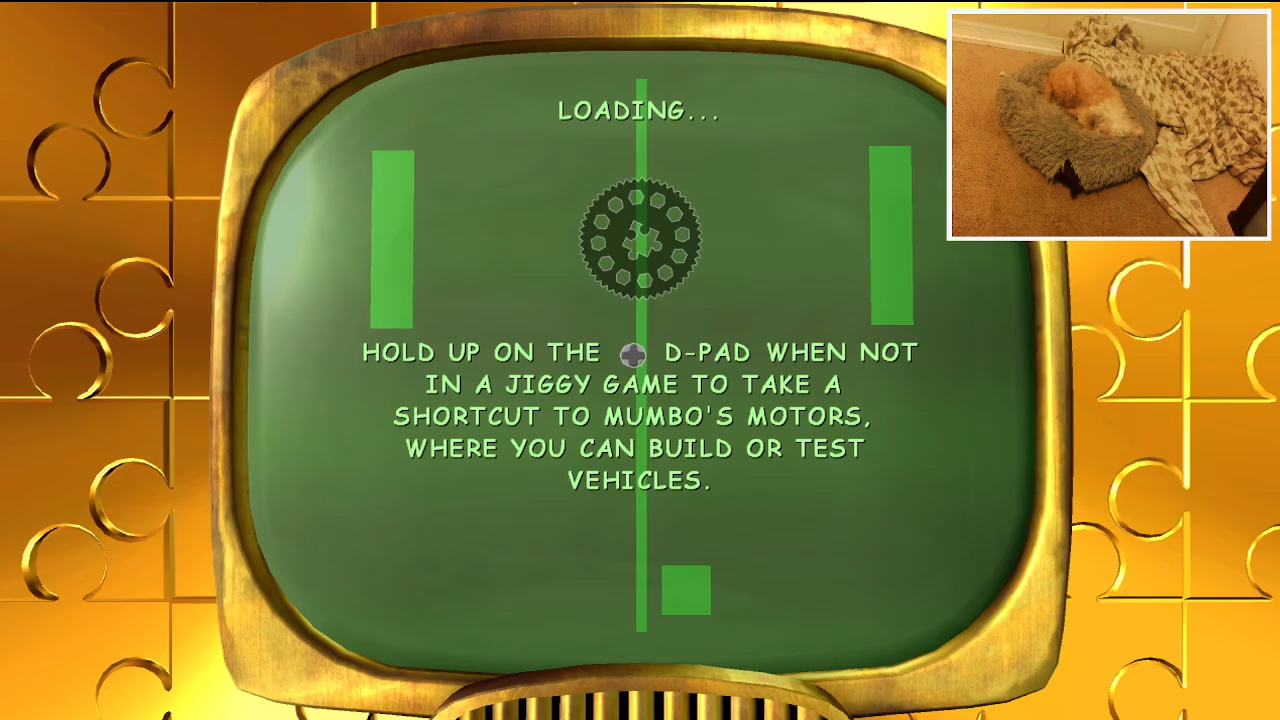 LOADING...
HOLD UP ON THE D-PAD WHEN NOT
IN A JIGGY GAME TO TAKE A
SHORTCUT TO MUMBO'S MOTORS,
WHERE YOU CAN BUILD OR TEST
VEHICLES.